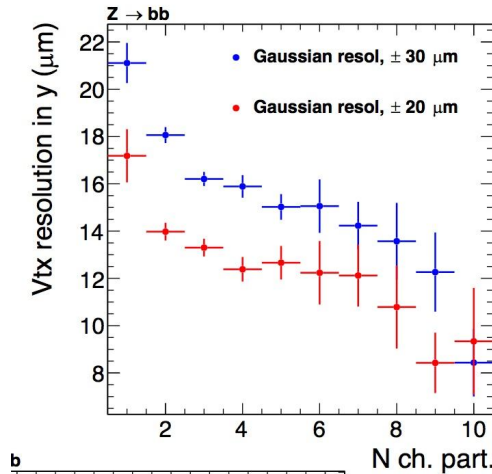 Z → bb
Vtx resolution in y (μm)
22
20
18
16
14
12
10
8
Gaussian resol, ± 30 μm
Gaussian resol, ± 20 μm
2 4 6 8 10
N ch. part.
b